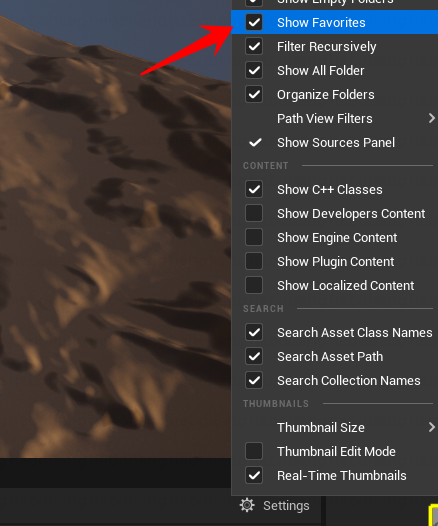 Show Empty Folders
Show Favorites
Filter Recursively
Show All Folder
Organize Folders
Path View Filters
Show Sources Panel
CONTENT
Show C++ Classes
Show Developers Content
Show Engine Content
Show Plugin Content
Show Localized Content
SEARCH
Search Asset Class Names
Search Asset Path
Search Collection Names
THUMBNAILS
Thumbnail Size
Thumbnail Edit Mode
Real-Time Thumbnails
Settings